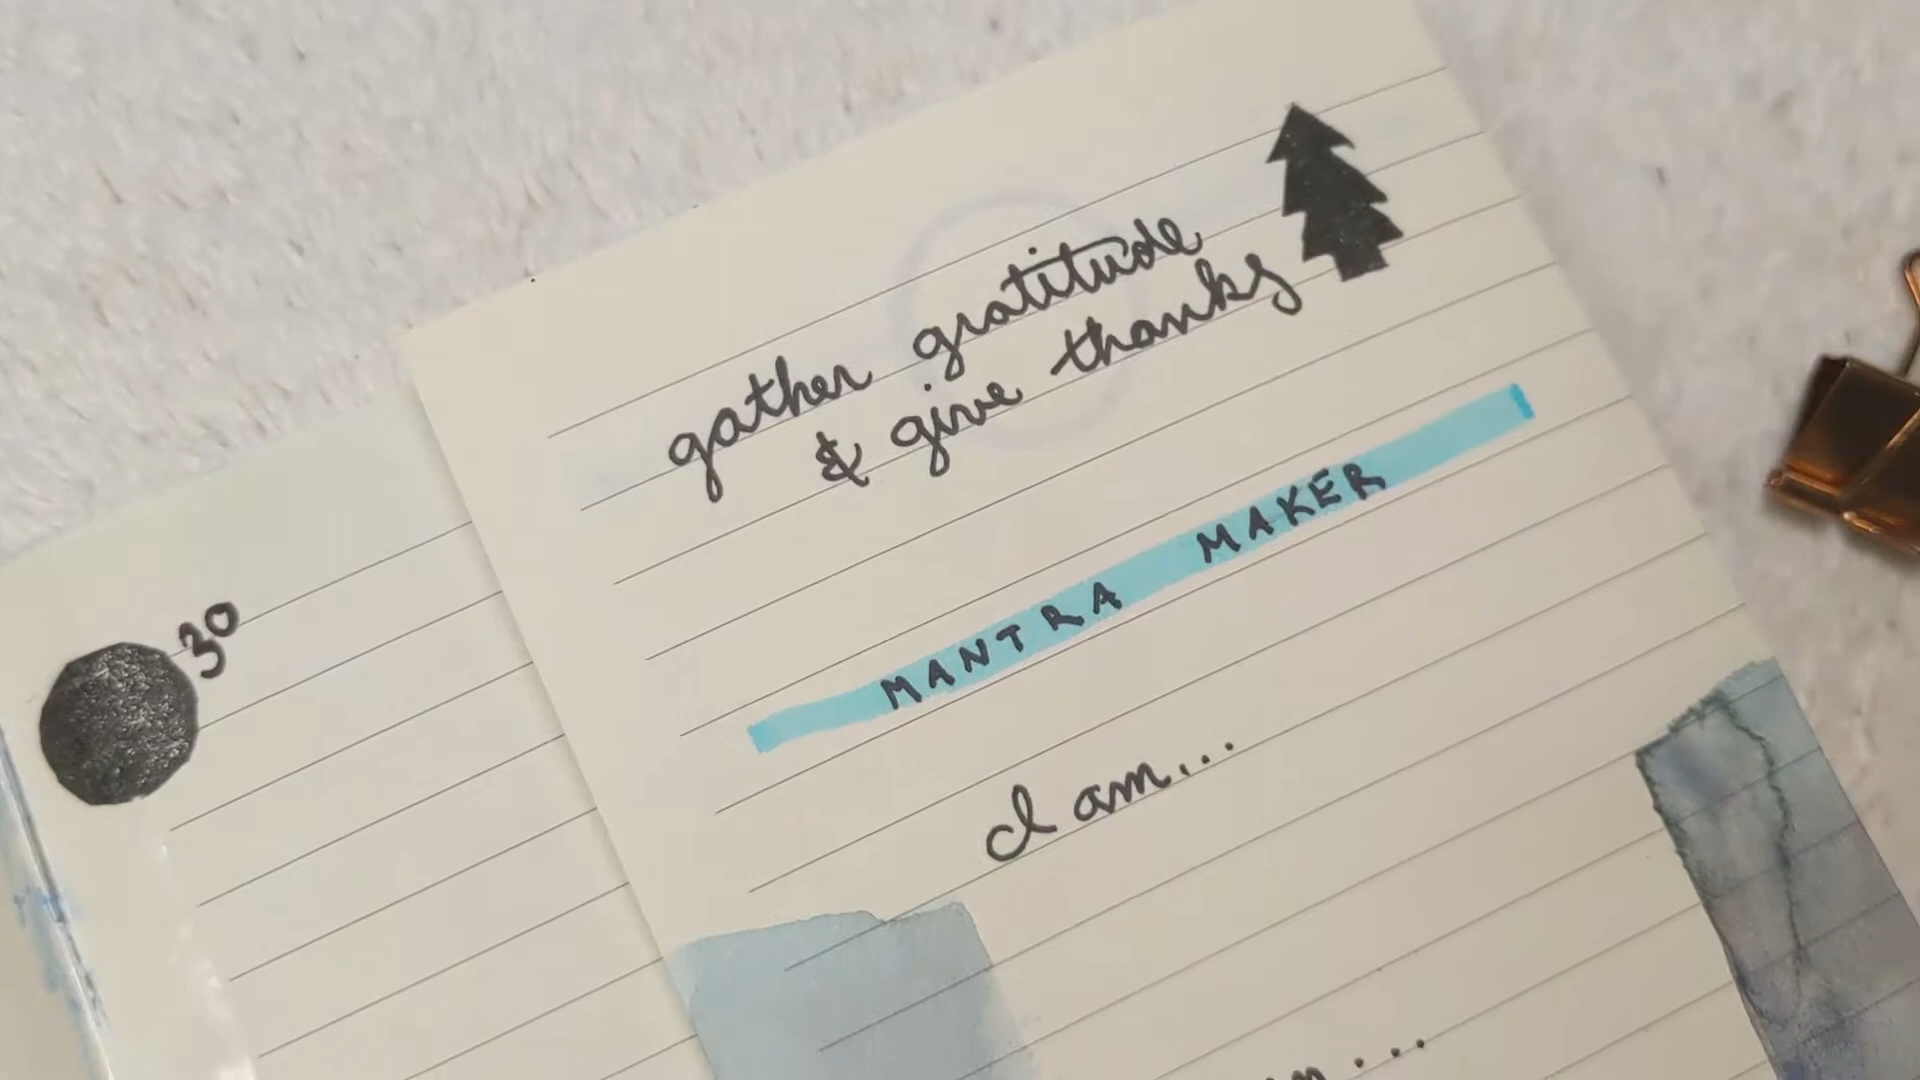 gather gratitude
& give thanks
MANTRA MAKER
I am...
30